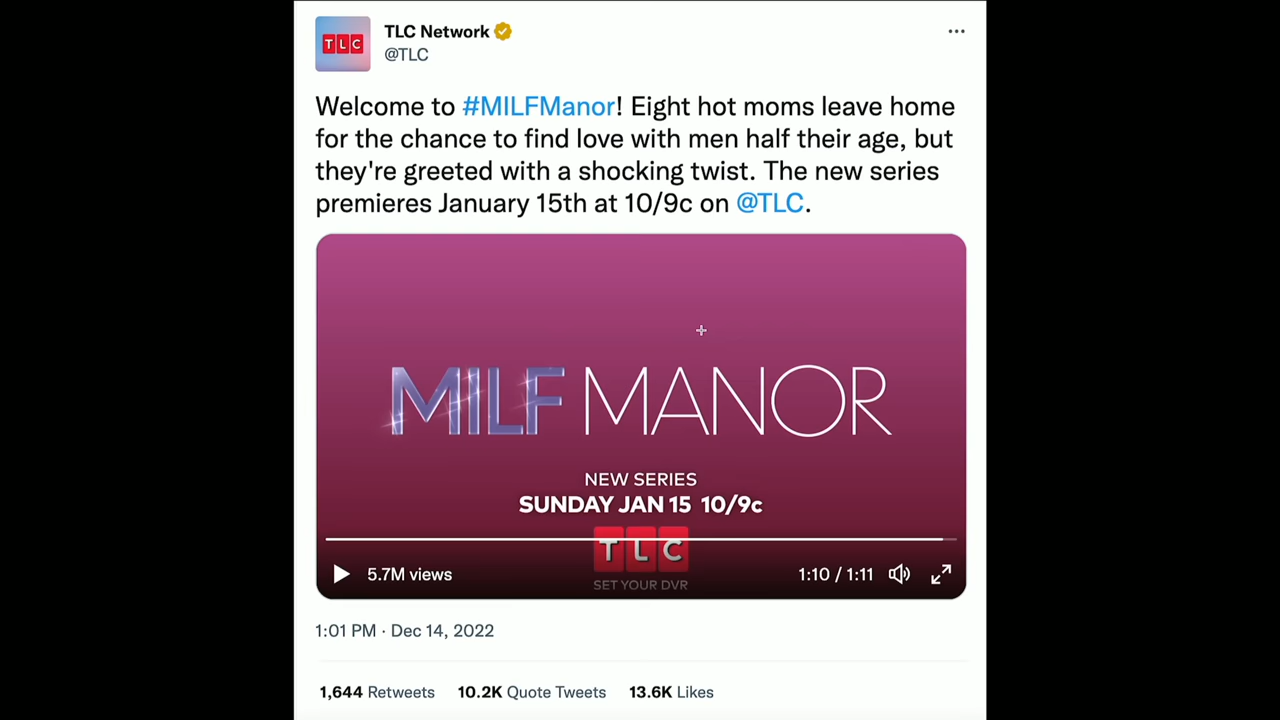 TLC
TLC Network
@TLC
Welcome to #MILFManor! Eight hot moms leave home
for the chance to find love with men half their age, but
they're greeted with a shocking twist. The new series
premieres January 15th at 10/9c on @TLC.
MILF MANOR
NEW SERIES
SUNDAY JAN 15 10/9c
TLC
SET YOUR DVR
5.7M views
1:10 / 1:11
1:01 PM · Dec 14, 2022
1,644 Retweets 10.2K Quote Tweets 13.6K Likes